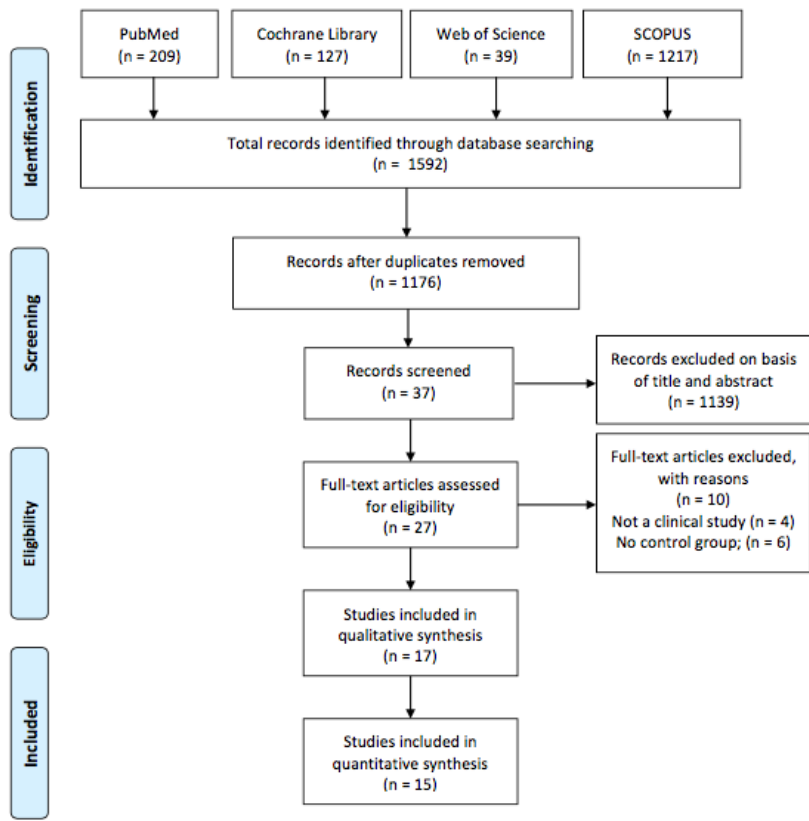 PubMed
(n = 209)
Cochrane Library
(n = 127)
Web of Science
(n = 39)
SCOPUS
(n = 1217)
Identification
Total records identified through database searching
(n = 1592)
Records after duplicates removed
(n = 1176)
Screening
Records screened
(n = 37)
Records excluded on basis
of title and abstract
(n = 1139)
Eligibility
Full-text articles assessed
for eligibility
(n = 27)
Full-text articles excluded,
with reasons
(n = 10)
Not a clinical study (n = 4)
No control group; (n = 6)
Studies included in
qualitative synthesis
(n = 17)
Included
Studies included in
quantitative synthesis
(n = 15)